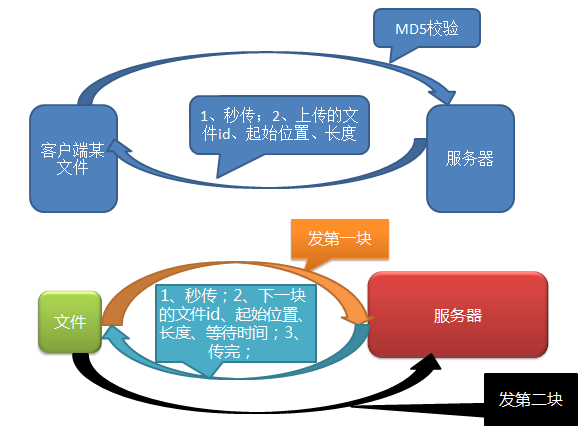 MD5校验
1、秒传；2、上传的文
件id、起始位置、长度
客户端某
文件
服务器
发第一块
1、秒传；2、下一块
的文件id、起始位置、
长度、等待时间；3、
传完；
文件
服务器
发第二块